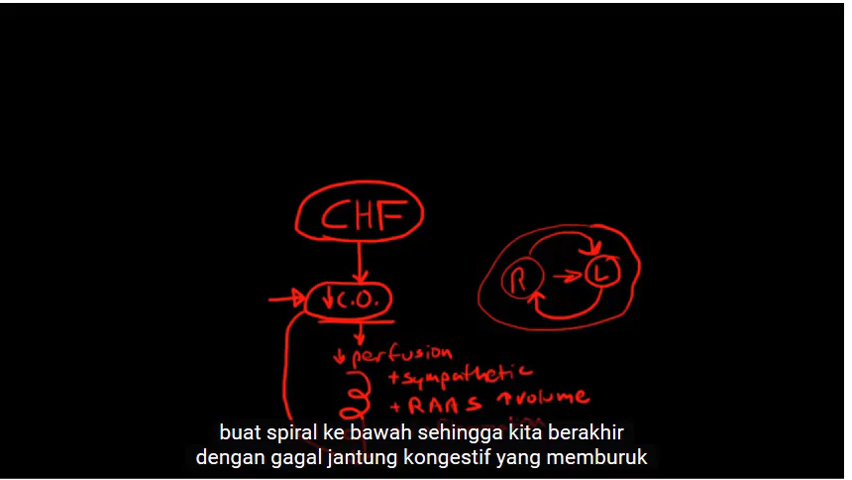 CHF
R L
↓ C.O.
↓ perfusion
+ sympathetic
+ RAAS ↑ volume
buat spiral ke bawah sehingga kita berakhir
dengan gagal jantung kongestif yang memburuk